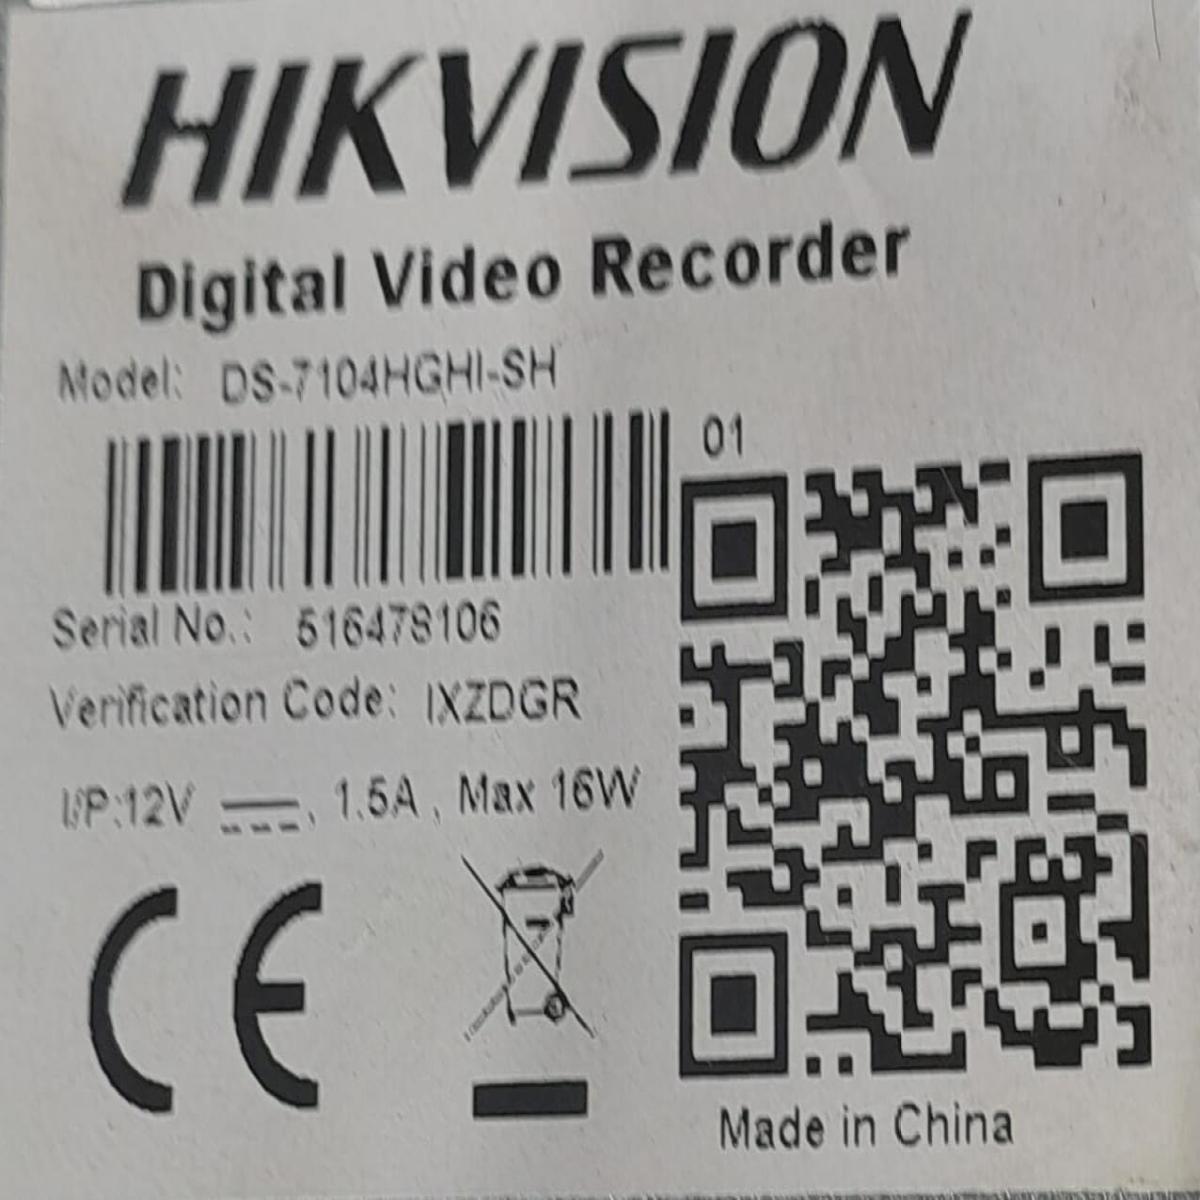 HIKVISION
Digital Video Recorder
Model: DS-7104HGHI-SH
01
Serial No.: 516478106
Verification Code: IXZDGR
I/P:12V ⎓, 1.5A, Max 16W
CE
Made in China